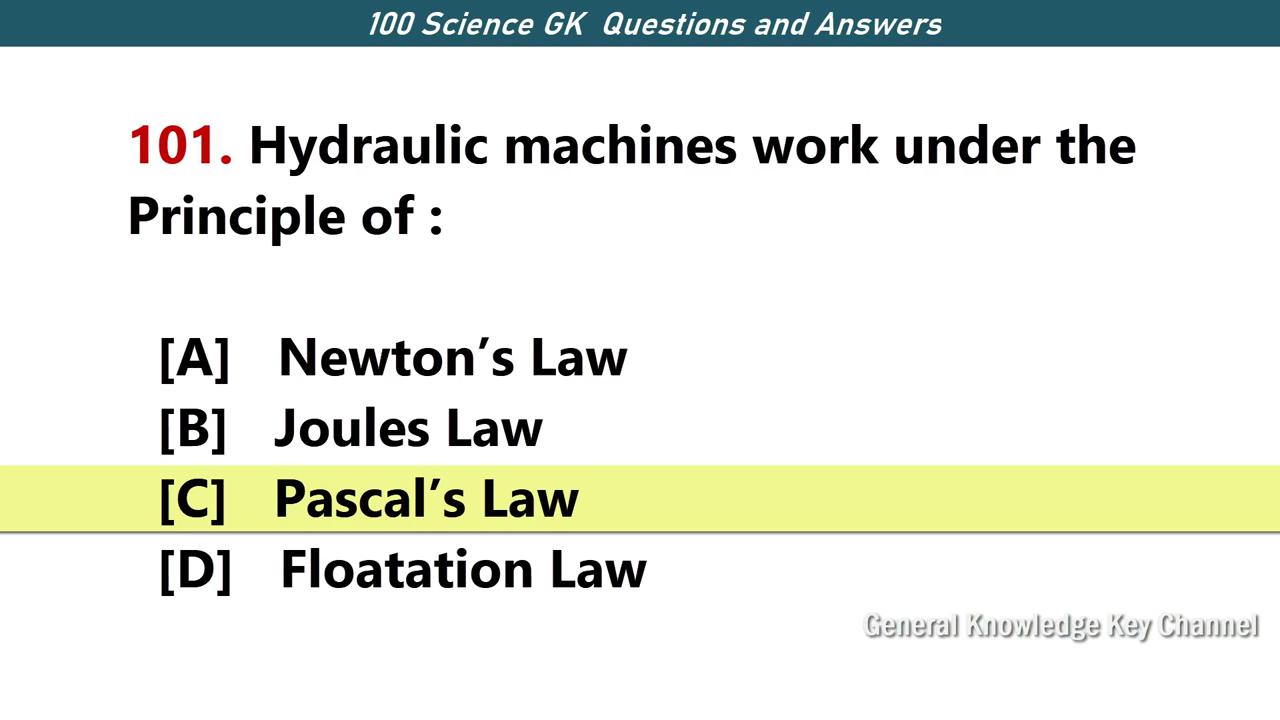 100 Science GK Questions and Answers
101. Hydraulic machines work under the
Principle of :
[A] Newton’s Law
[B] Joules Law
[C] Pascal’s Law
[D] Floatation Law
General Knowledge Key Channel